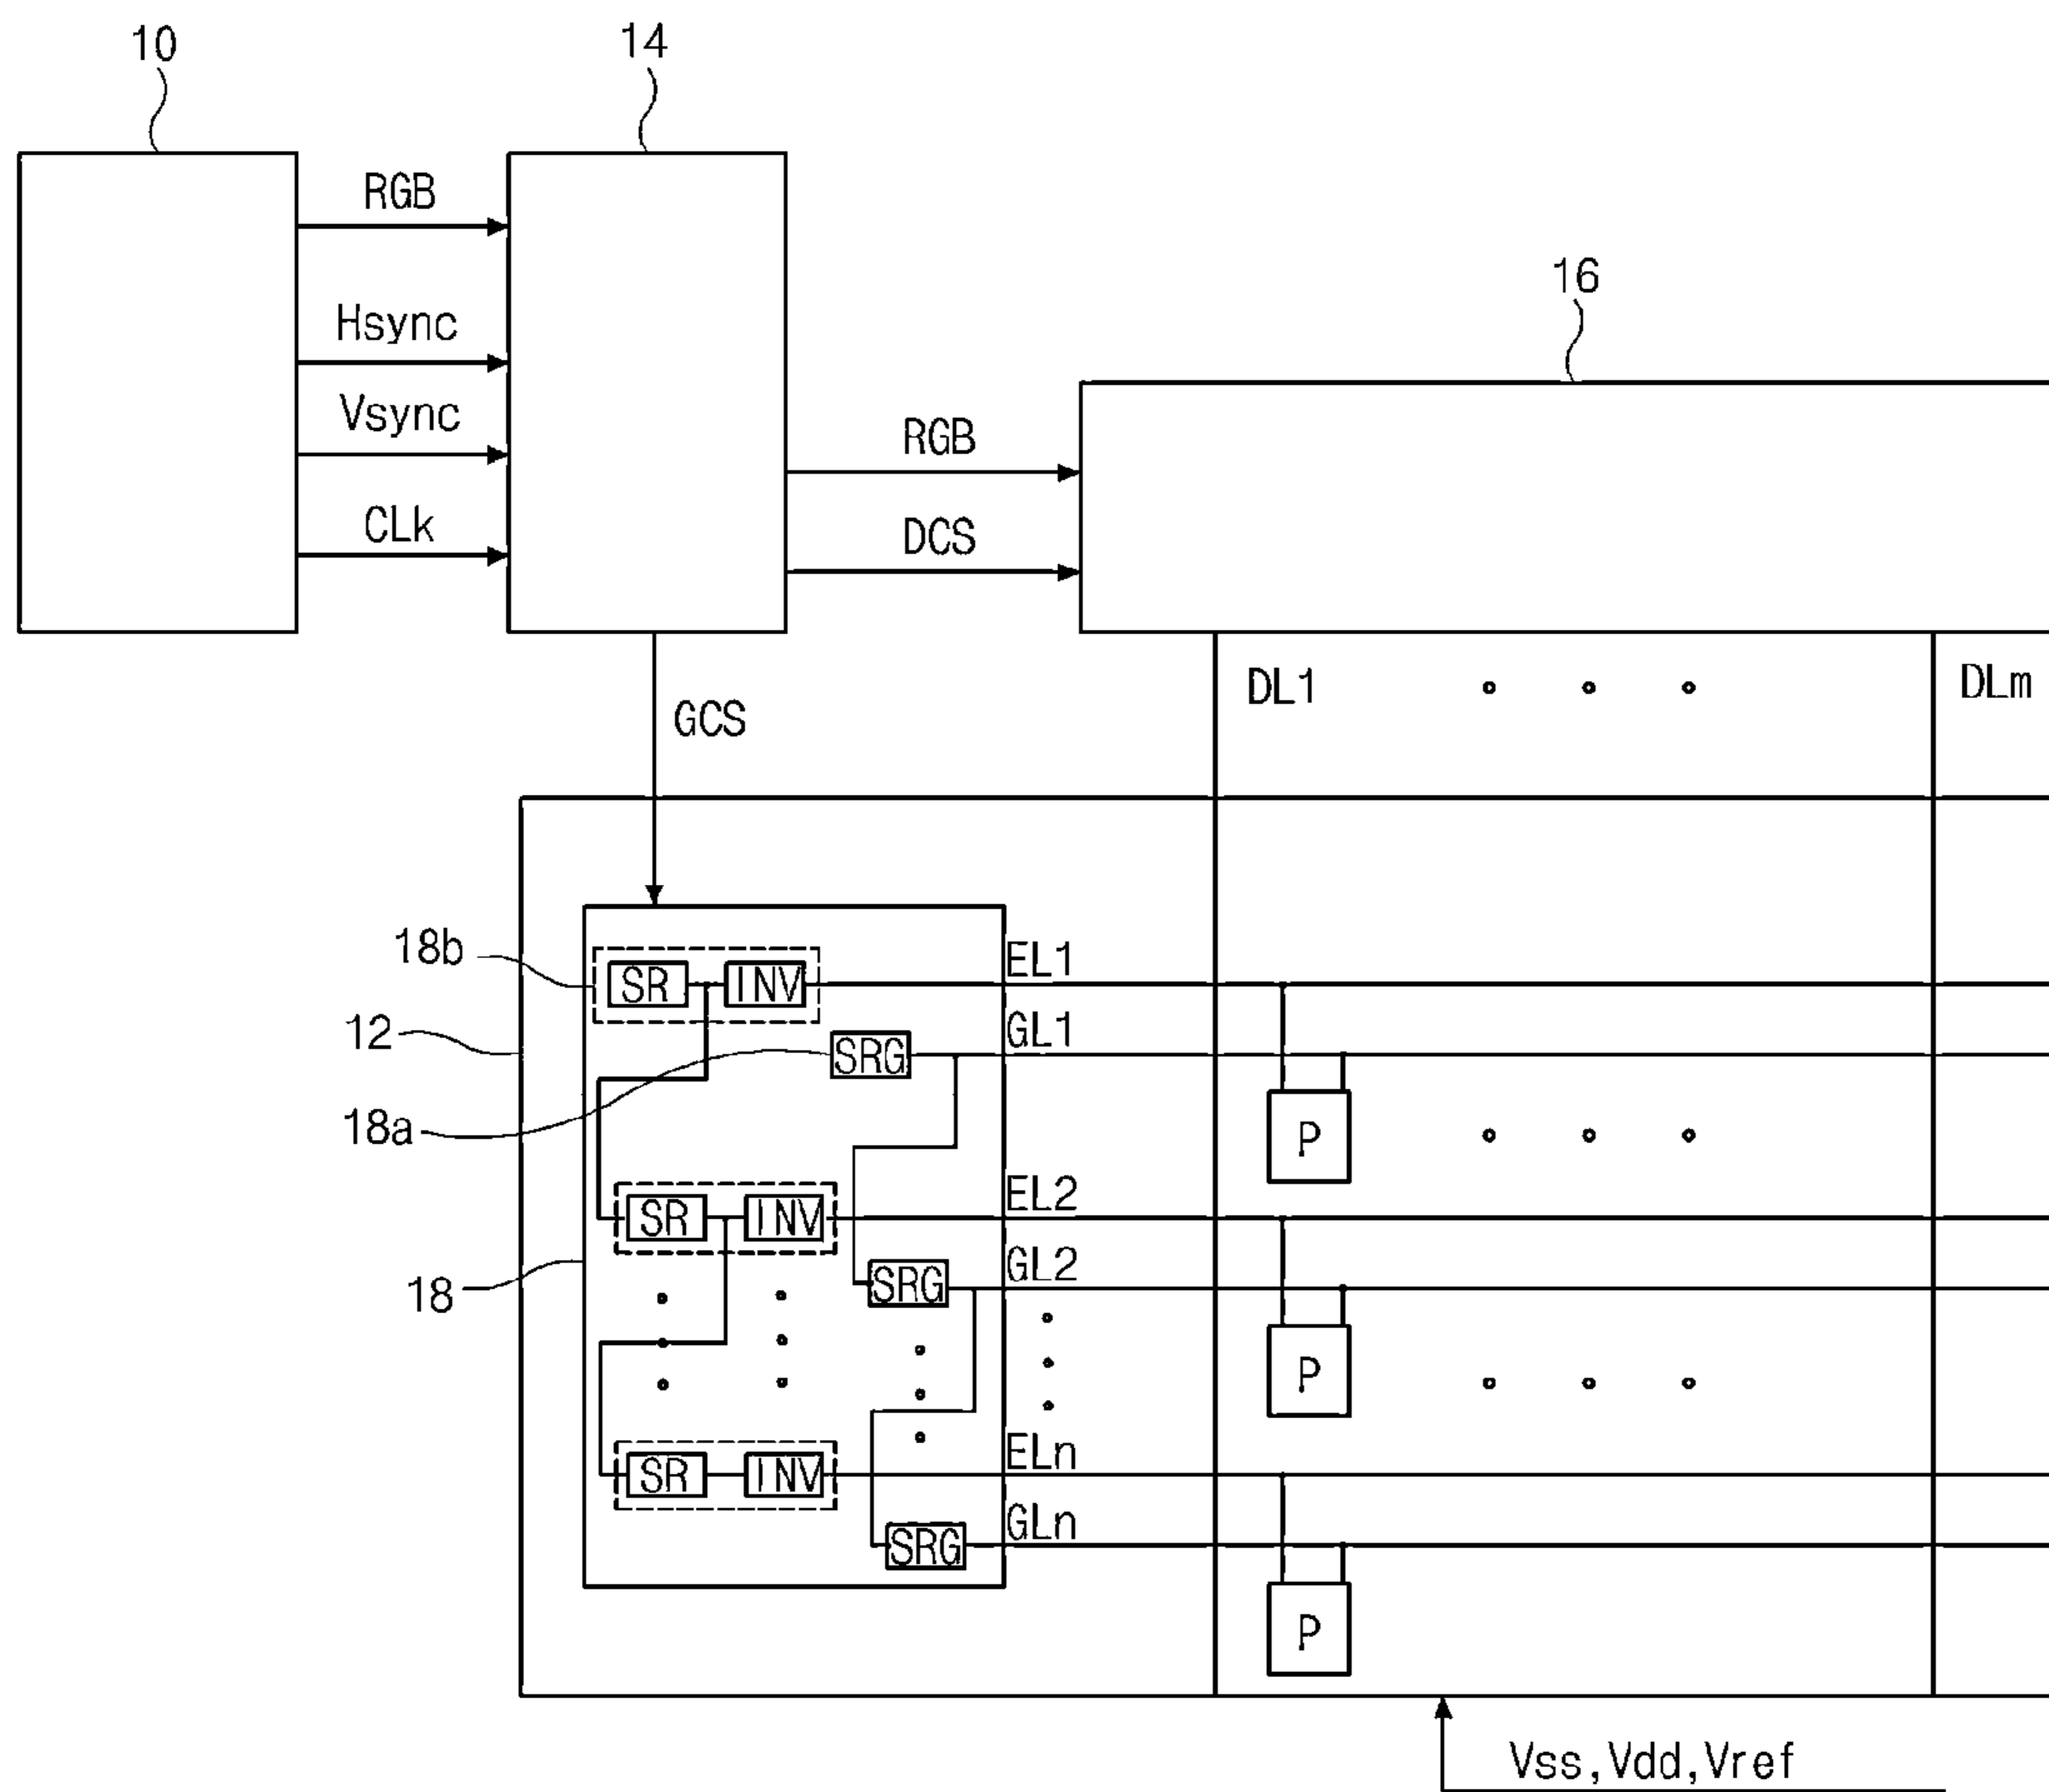 10
14
RGB
16
Hsync
Vsync
RGB
CLk
DCS
DL1
DLm
GCS
18b
SR
INV
EL1
12
GL1
SRG
18a
P
EL2
SR
INV
GL2
18
SRG
P
ELn
SR
INV
GLn
SRG
P
Vss,Vdd,Vref